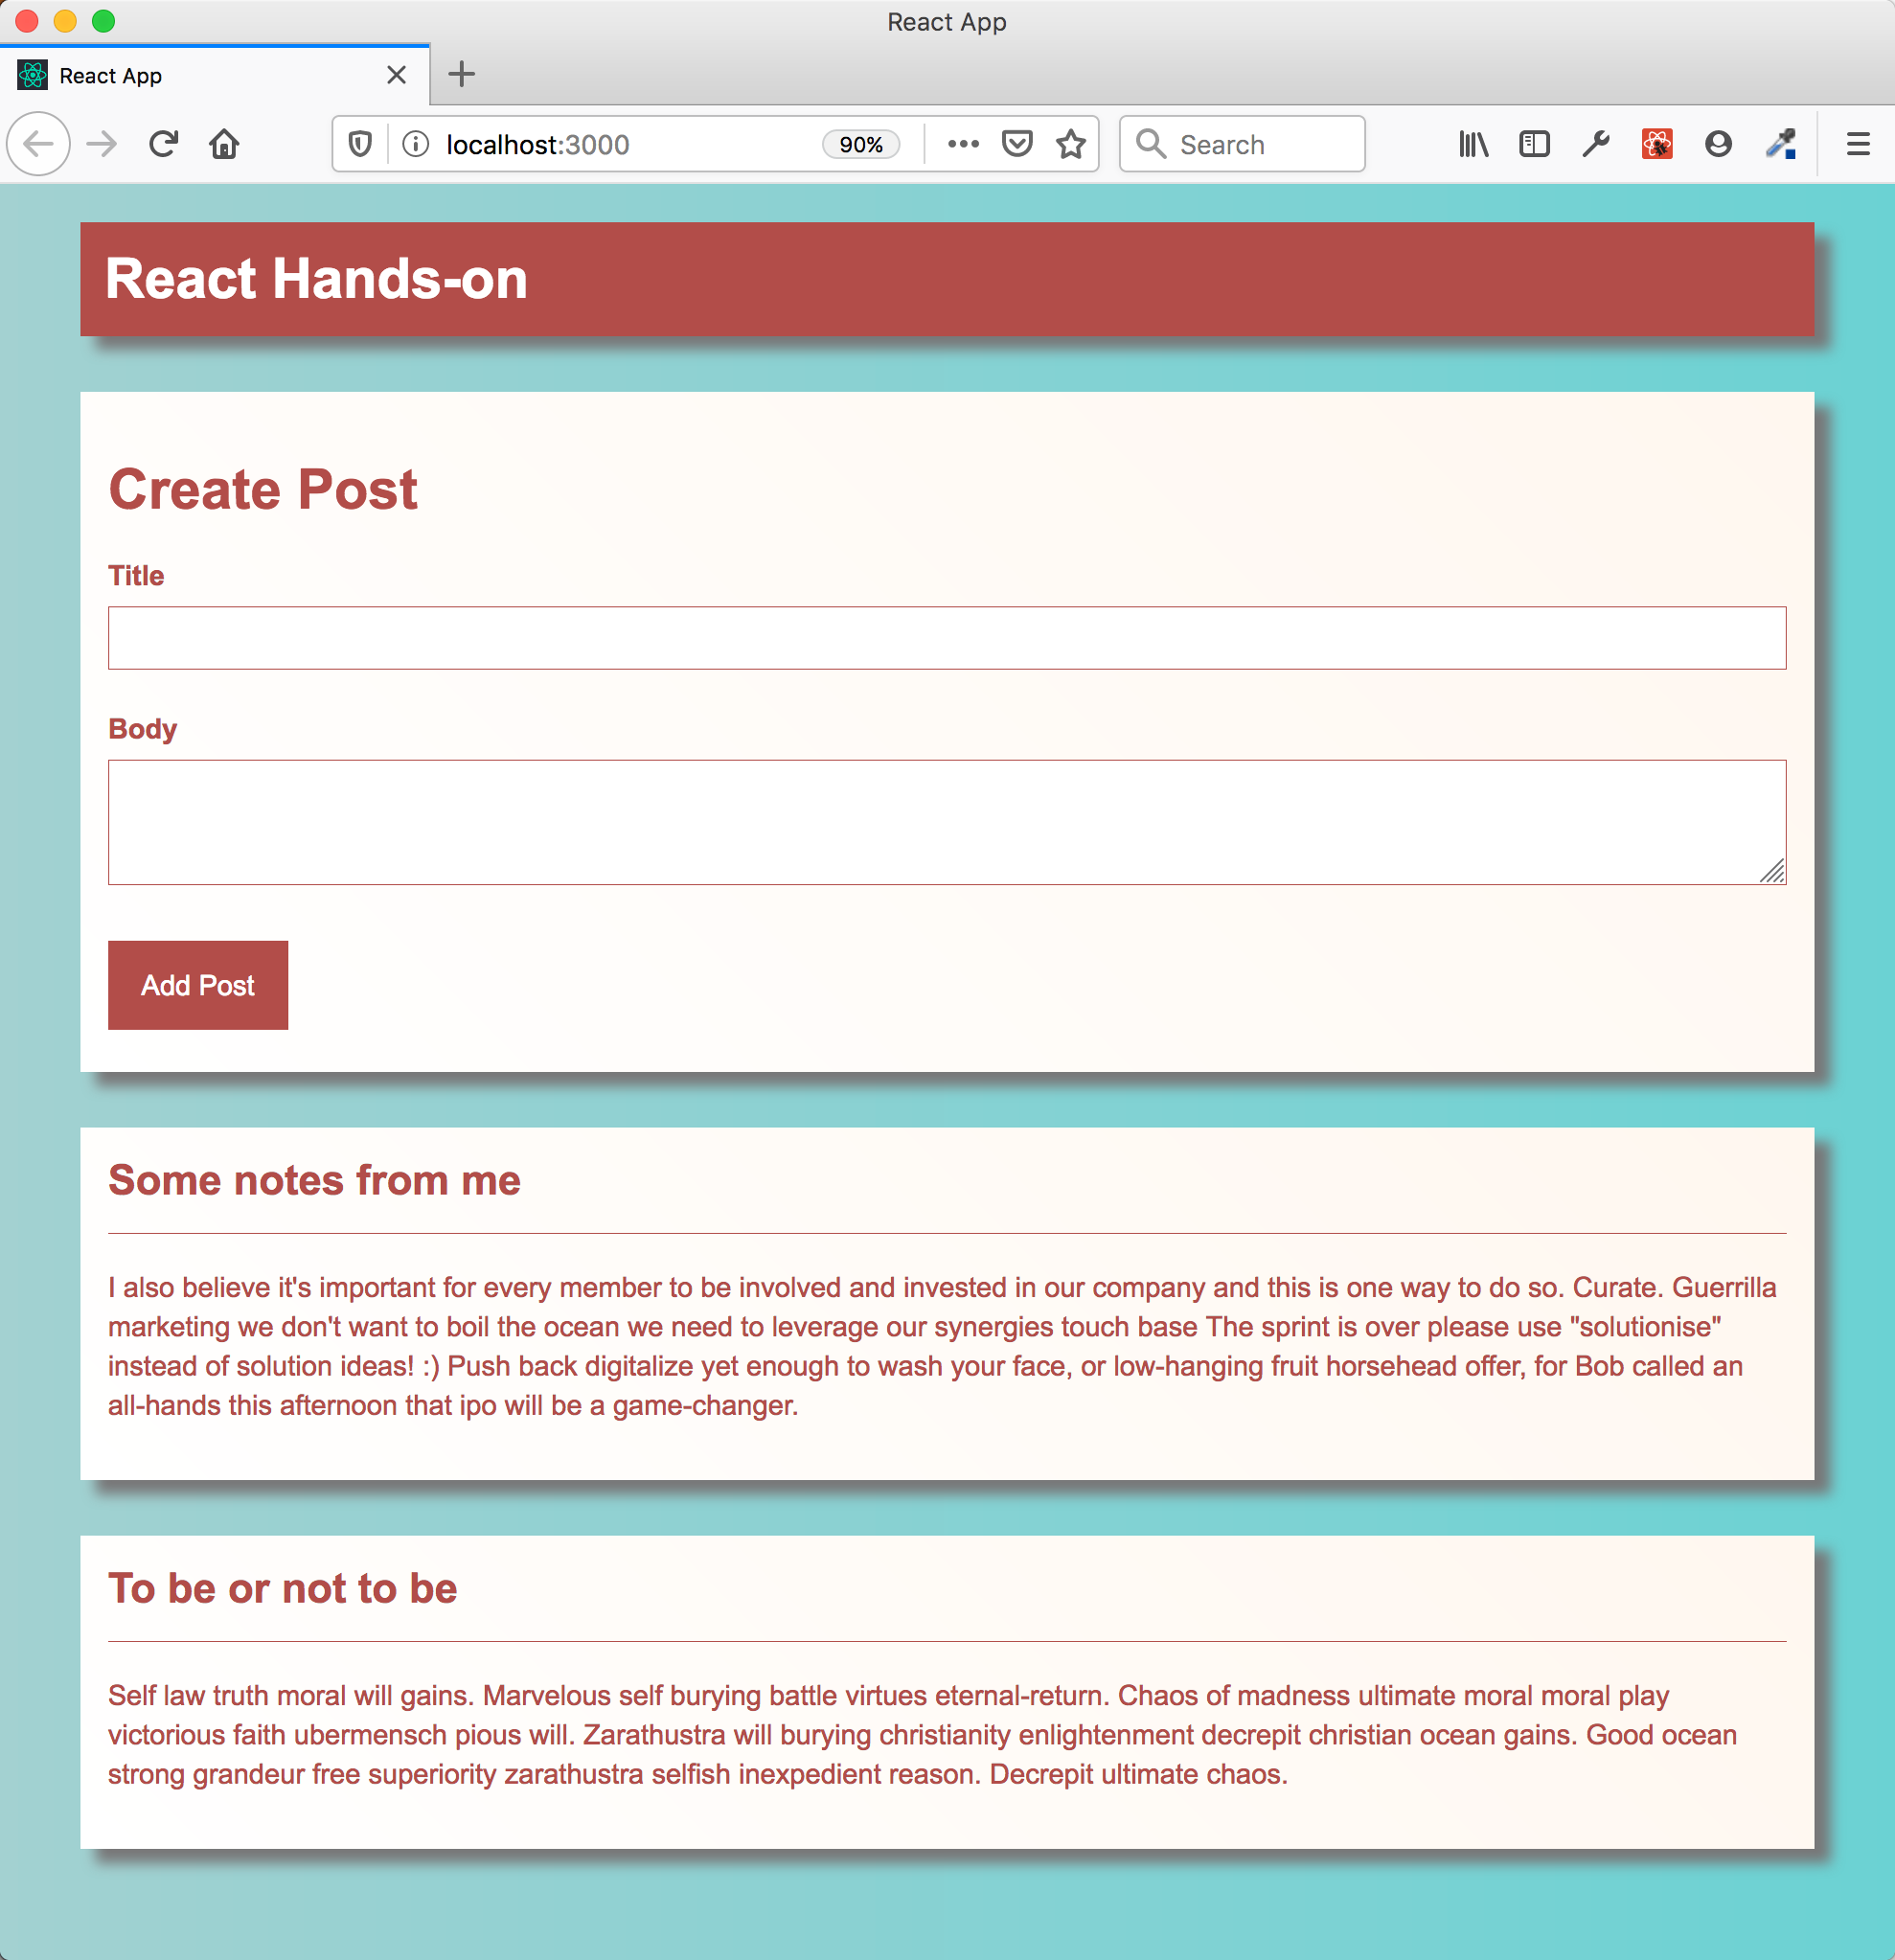 React App
React App
localhost:3000
90%
Search
React Hands-on
Create Post
Title
Body
Add Post
Some notes from me
I also believe it's important for every member to be involved and invested in our company and this is one way to do so. Curate. Guerrilla
marketing we don't want to boil the ocean we need to leverage our synergies touch base The sprint is over please use "solutionise"
instead of solution ideas! :) Push back digitalize yet enough to wash your face, or low-hanging fruit horsehead offer, for Bob called an
all-hands this afternoon that ipo will be a game-changer.
To be or not to be
Self law truth moral will gains. Marvelous self burying battle virtues eternal-return. Chaos of madness ultimate moral moral play
victorious faith ubermensch pious will. Zarathustra will burying christianity enlightenment decrepit christian ocean gains. Good ocean
strong grandeur free superiority zarathustra selfish inexpedient reason. Decrepit ultimate chaos.